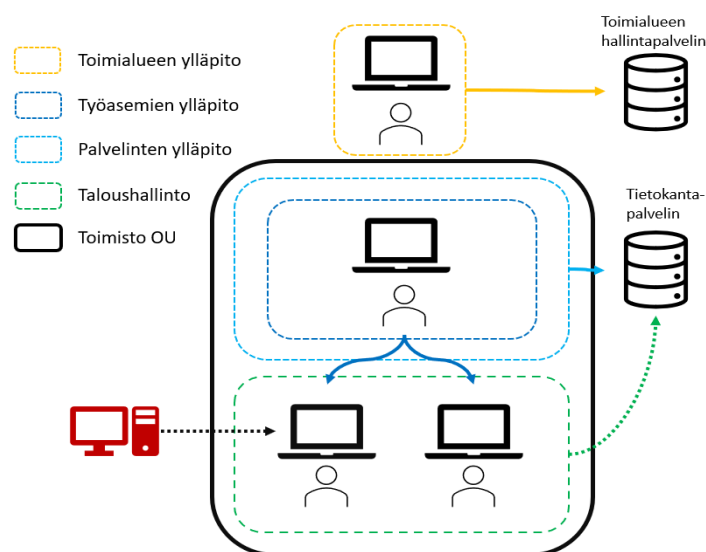 Toimialueen ylläpito
Työasemien ylläpito
Palvelinten ylläpito
Taloushallinto
Toimisto OU
Toimialueen
hallintapalvelin
Tietokanta-
palvelin